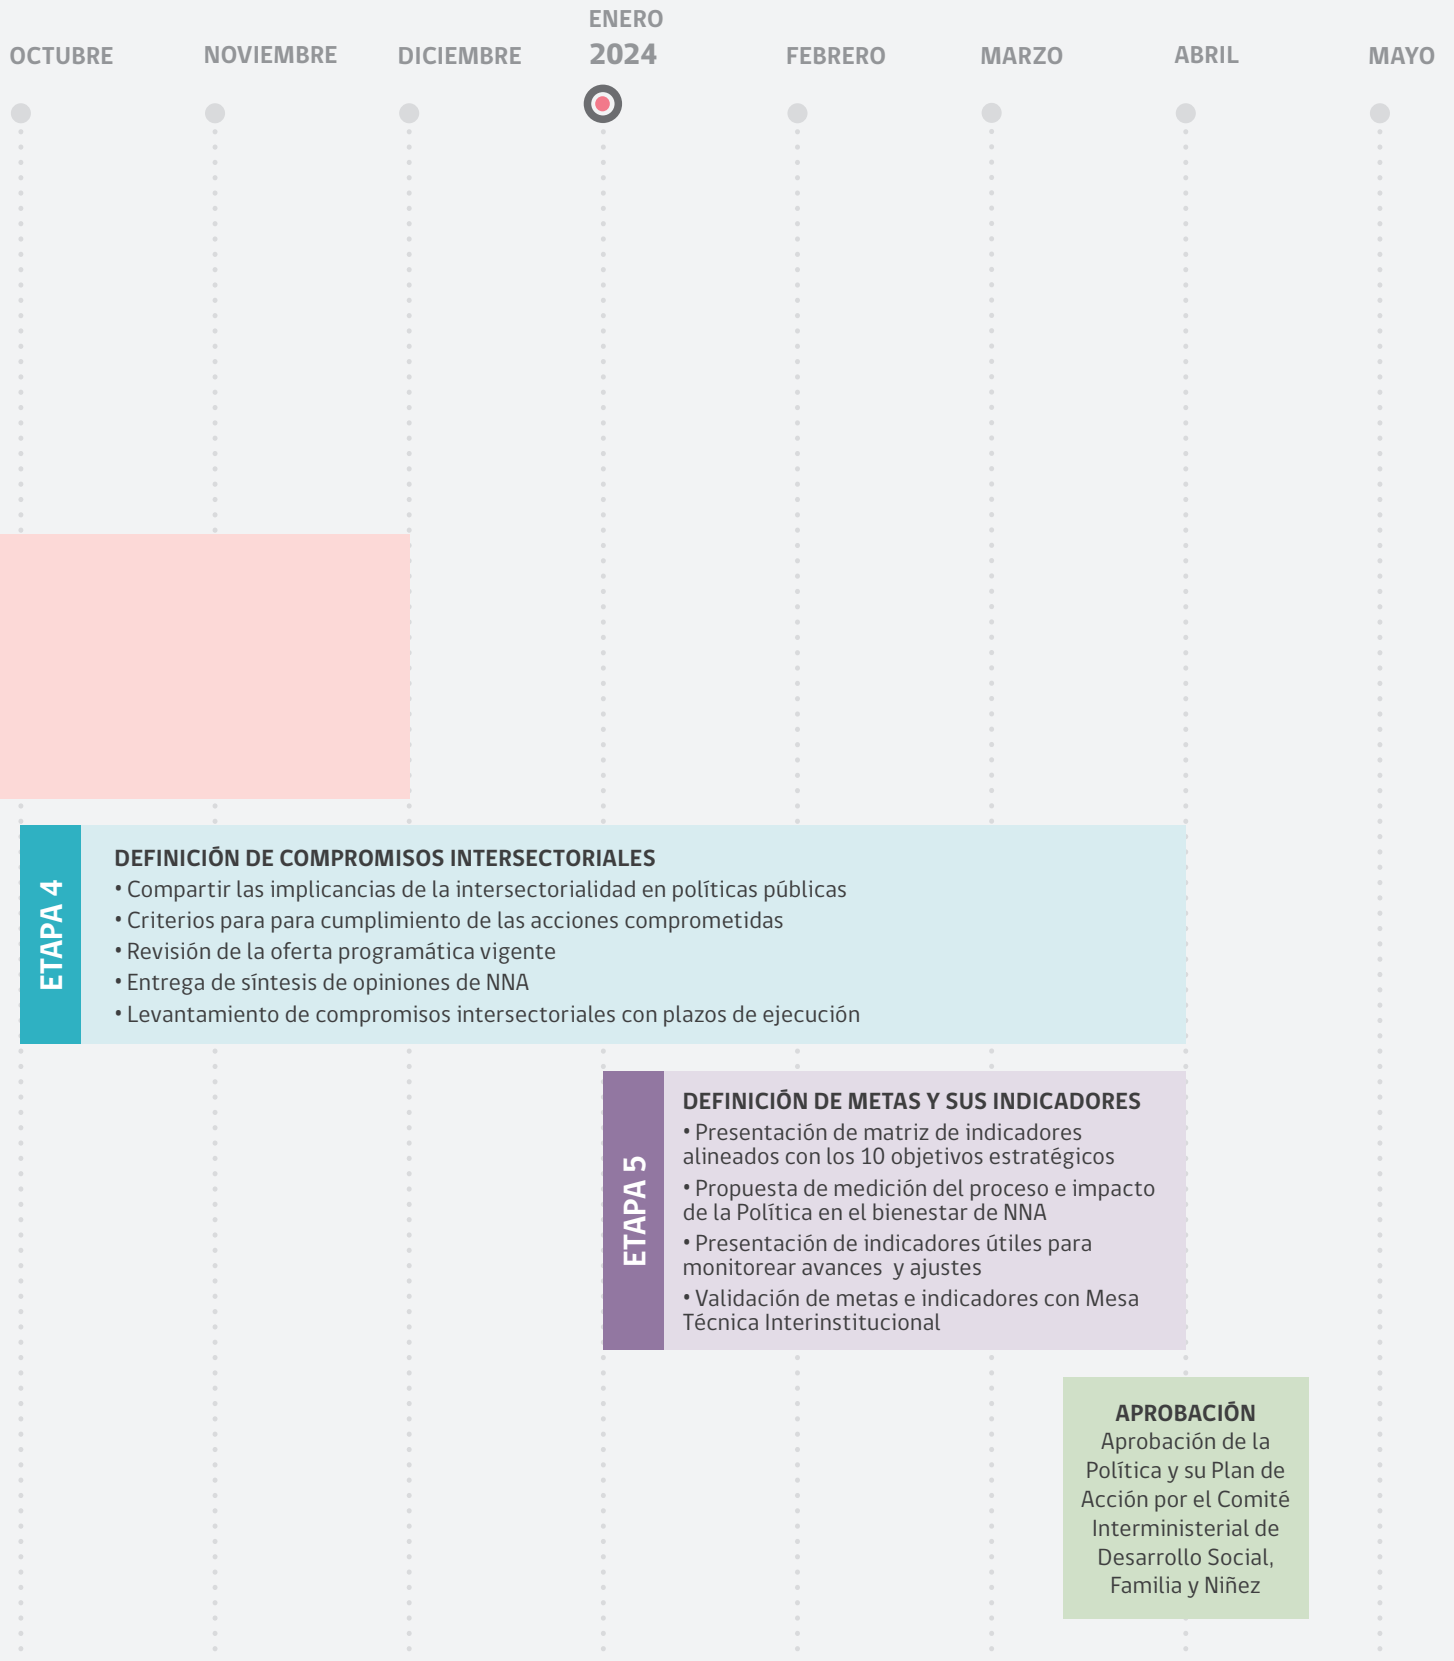 OCTUBRE
NOVIEMBRE
DICIEMBRE
ENERO
2024
FEBRERO
MARZO
ABRIL
MAYO
ETAPA 4
DEFINICIÓN DE COMPROMISOS INTERSECTORIALES
• Compartir las implicancias de la intersectorialidad en políticas públicas
• Criterios para para cumplimiento de las acciones comprometidas
• Revisión de la oferta programática vigente
• Entrega de síntesis de opiniones de NNA
• Levantamiento de compromisos intersectoriales con plazos de ejecución
ETAPA 5
DEFINICIÓN DE METAS Y SUS INDICADORES
• Presentación de matriz de indicadores
alineados con los 10 objetivos estratégicos
• Propuesta de medición del proceso e impacto
de la Política en el bienestar de NNA
• Presentación de indicadores útiles para
monitorear avances y ajustes
• Validación de metas e indicadores con Mesa
Técnica Interinstitucional
APROBACIÓN
Aprobación de la
Política y su Plan de
Acción por el Comité
Interministerial de
Desarrollo Social,
Familia y Niñez